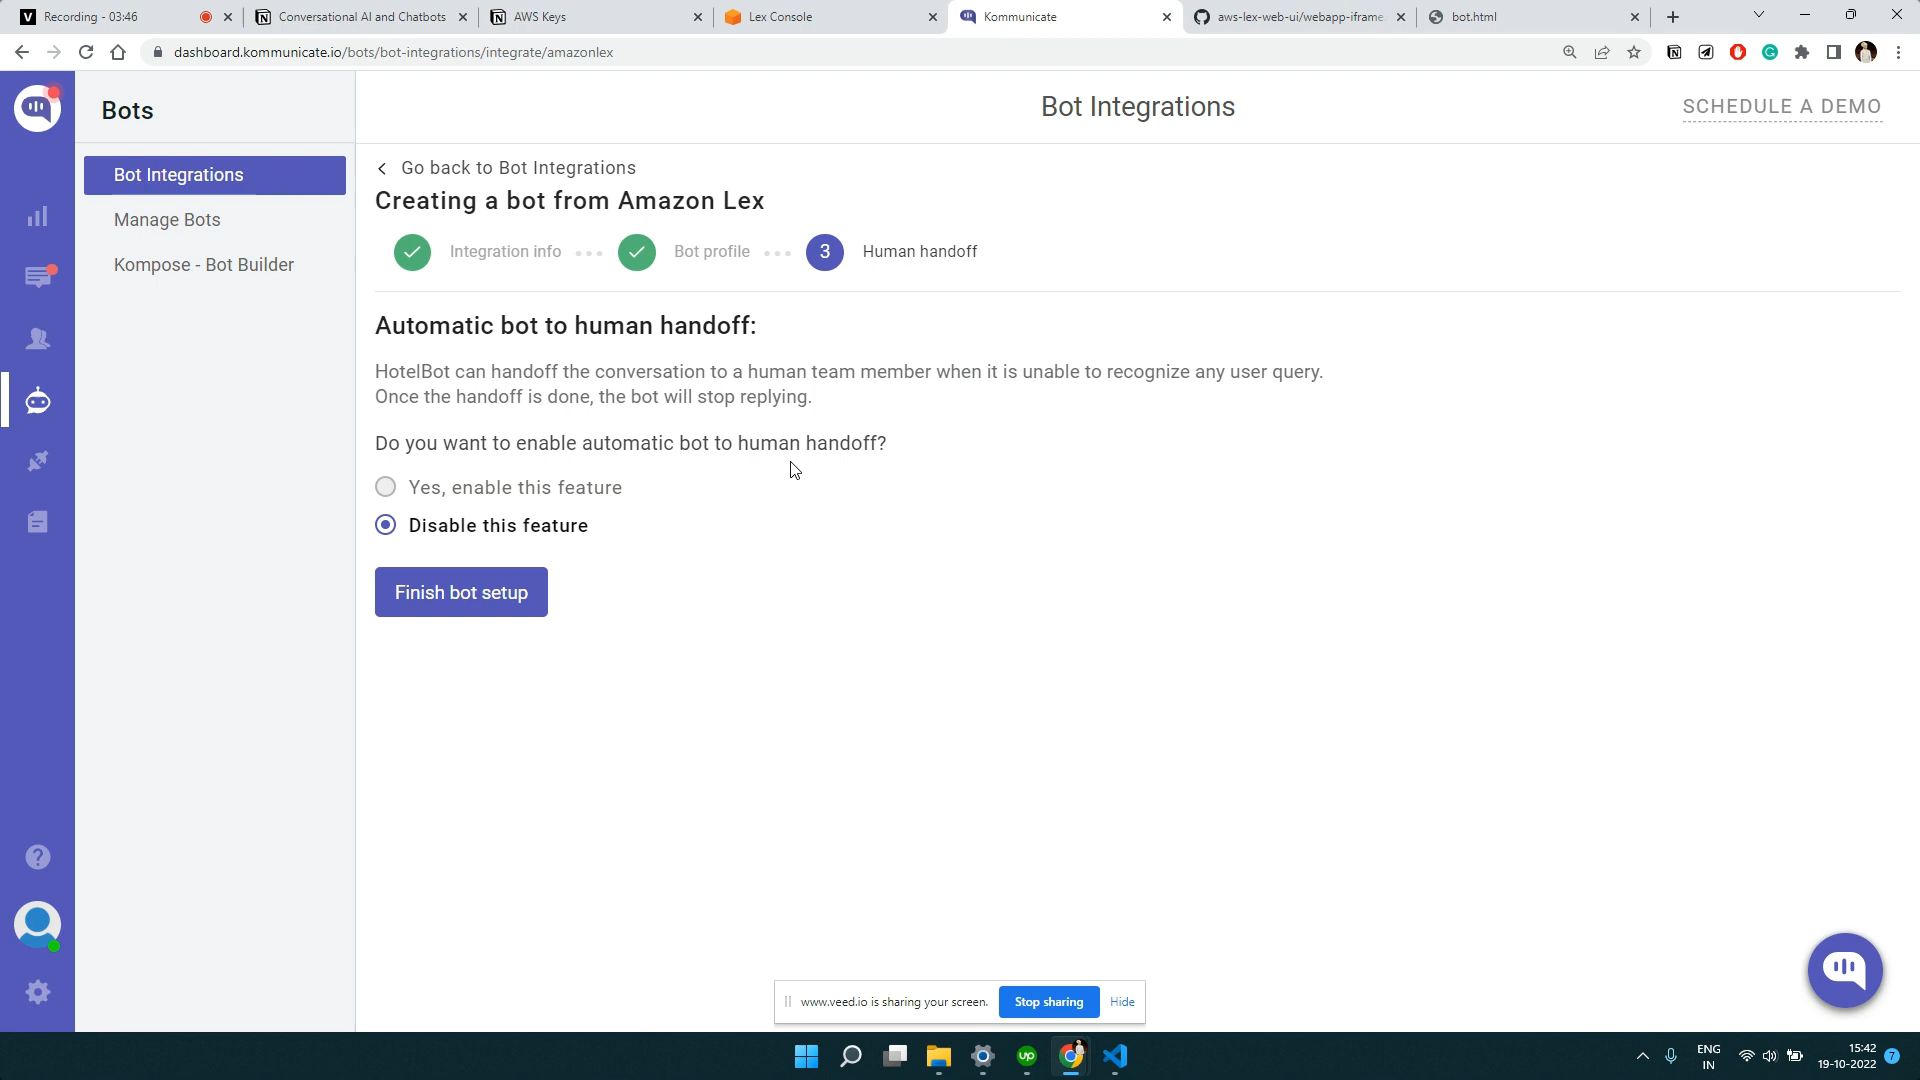 Recording - 03:46
Conversational AI and Chatbots
AWS Keys
Lex Console
Kommunicate
aws-lex-web-ui/webapp-iframe.
bot.html
dashboard.kommunicate.io/bots/bot-integrations/integrate/amazonlex
Bots
Bot Integrations
SCHEDULE A DEMO
Bot Integrations
Manage Bots
Kompose - Bot Builder
Go back to Bot Integrations
Creating a bot from Amazon Lex
Integration info
Bot profile
3
Human handoff
Automatic bot to human handoff:
HotelBot can handoff the conversation to a human team member when it is unable to recognize any user query.
Once the handoff is done, the bot will stop replying.
Do you want to enable automatic bot to human handoff?
Yes, enable this feature
Disable this feature
Finish bot setup
www.veed.io is sharing your screen.
Stop sharing
Hide
up
ENG
IN
15:42
19-10-2022
7